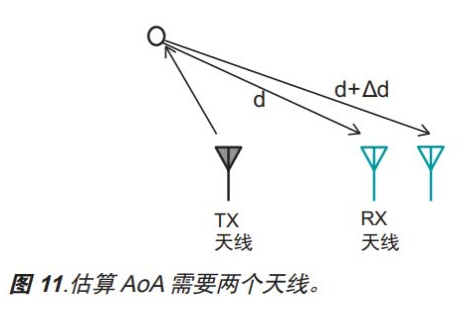 d
d+Δd
TX
天线
RX
天线
图 11.估算 AoA 需要两个天线。